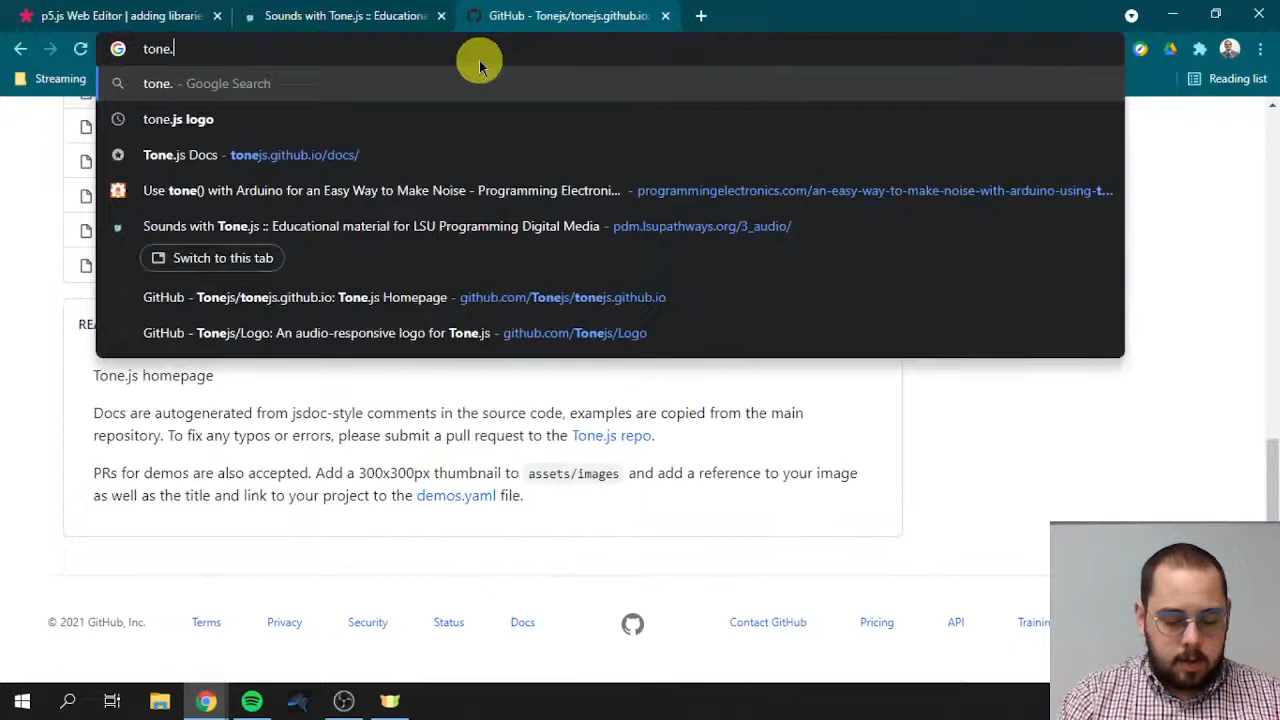 p5.js Web Editor | adding librarie
Sounds with Tone.js :: Educationa
GitHub - Tonejs/tonejs.github.io:
tone.
Streaming
Reading list
tone. - Google Search
tone.js logo
Tone.js Docs - tonejs.github.io/docs/
Use tone() with Arduino for an Easy Way to Make Noise - Programming Electroni... - programmingelectronics.com/an-easy-way-to-make-noise-with-arduino-using-t...
Sounds with Tone.js :: Educational material for LSU Programming Digital Media - pdm.lsupathways.org/3_audio/
Switch to this tab
GitHub - Tonejs/tonejs.github.io: Tone.js Homepage - github.com/Tonejs/tonejs.github.io
GitHub - Tonejs/Logo: An audio-responsive logo for Tone.js - github.com/Tonejs/Logo
REA
Tone.js homepage
Docs are autogenerated from jsdoc-style comments in the source code, examples are copied from the main
repository. To fix any typos or errors, please submit a pull request to the Tone.js repo.
PRs for demos are also accepted. Add a 300x300px thumbnail to assets/images and add a reference to your image
as well as the title and link to your project to the demos.yaml file.
© 2021 GitHub, Inc. Terms Privacy Security Status Docs Contact GitHub Pricing API Trainin